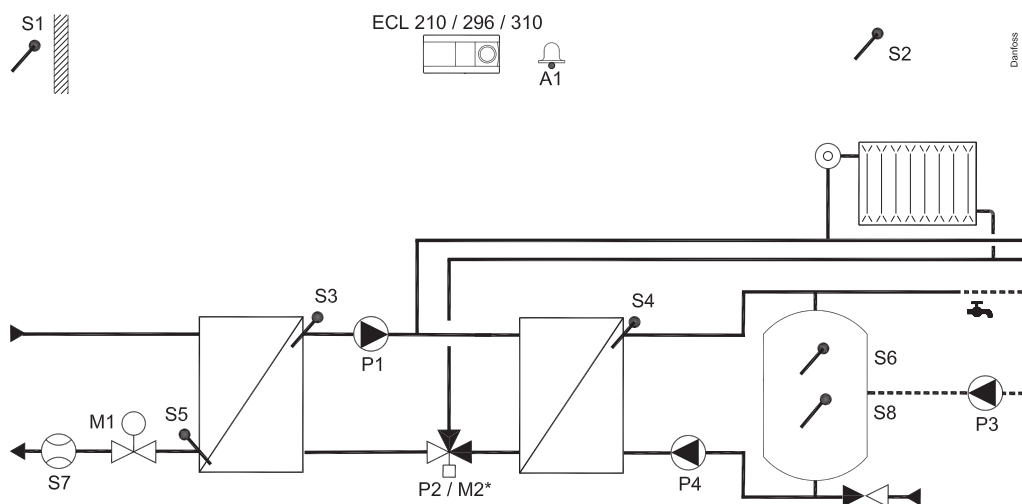 S1
ECL 210 / 296 / 310
A1
S2
Danfoss
S3
P1
S4
S6
S8
P3
M1
S5
S7
P2 / M2*
P4